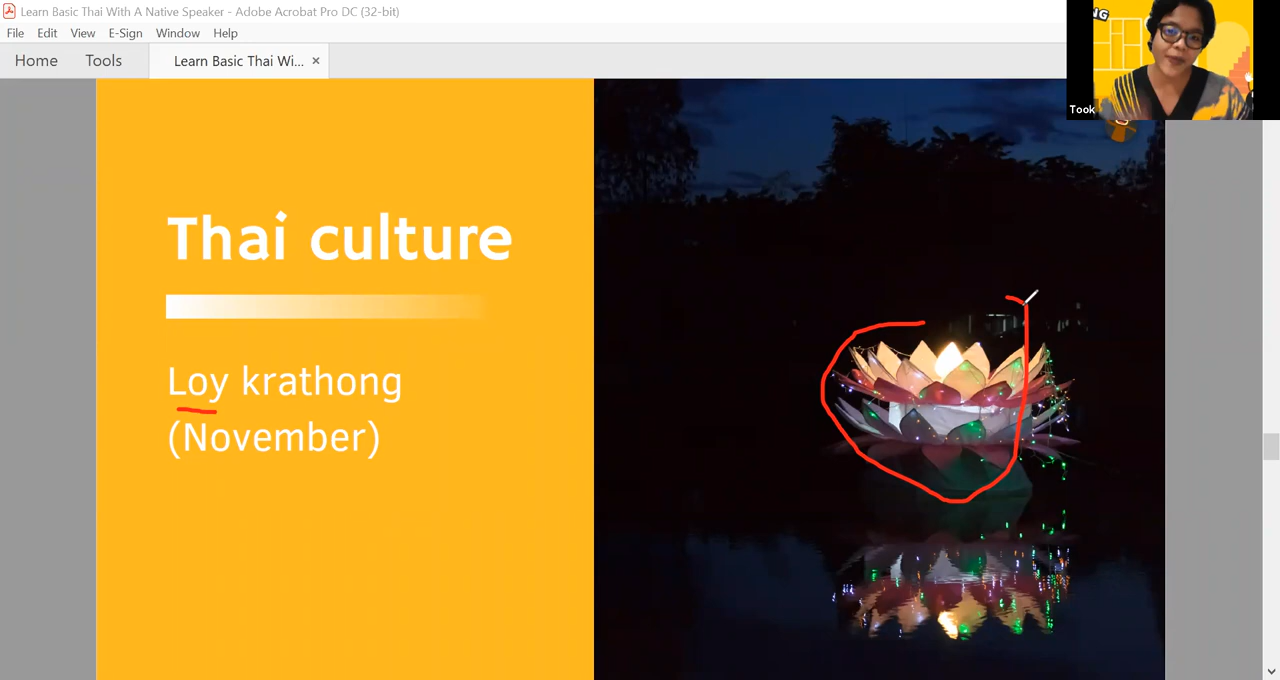 Learn Basic Thai With A Native Speaker - Adobe Acrobat Pro DC (32-bit)
File Edit View E-Sign Window Help
Home Tools Learn Basic Thai Wi... ×
NG
Took
Thai culture
Loy krathong
(November)